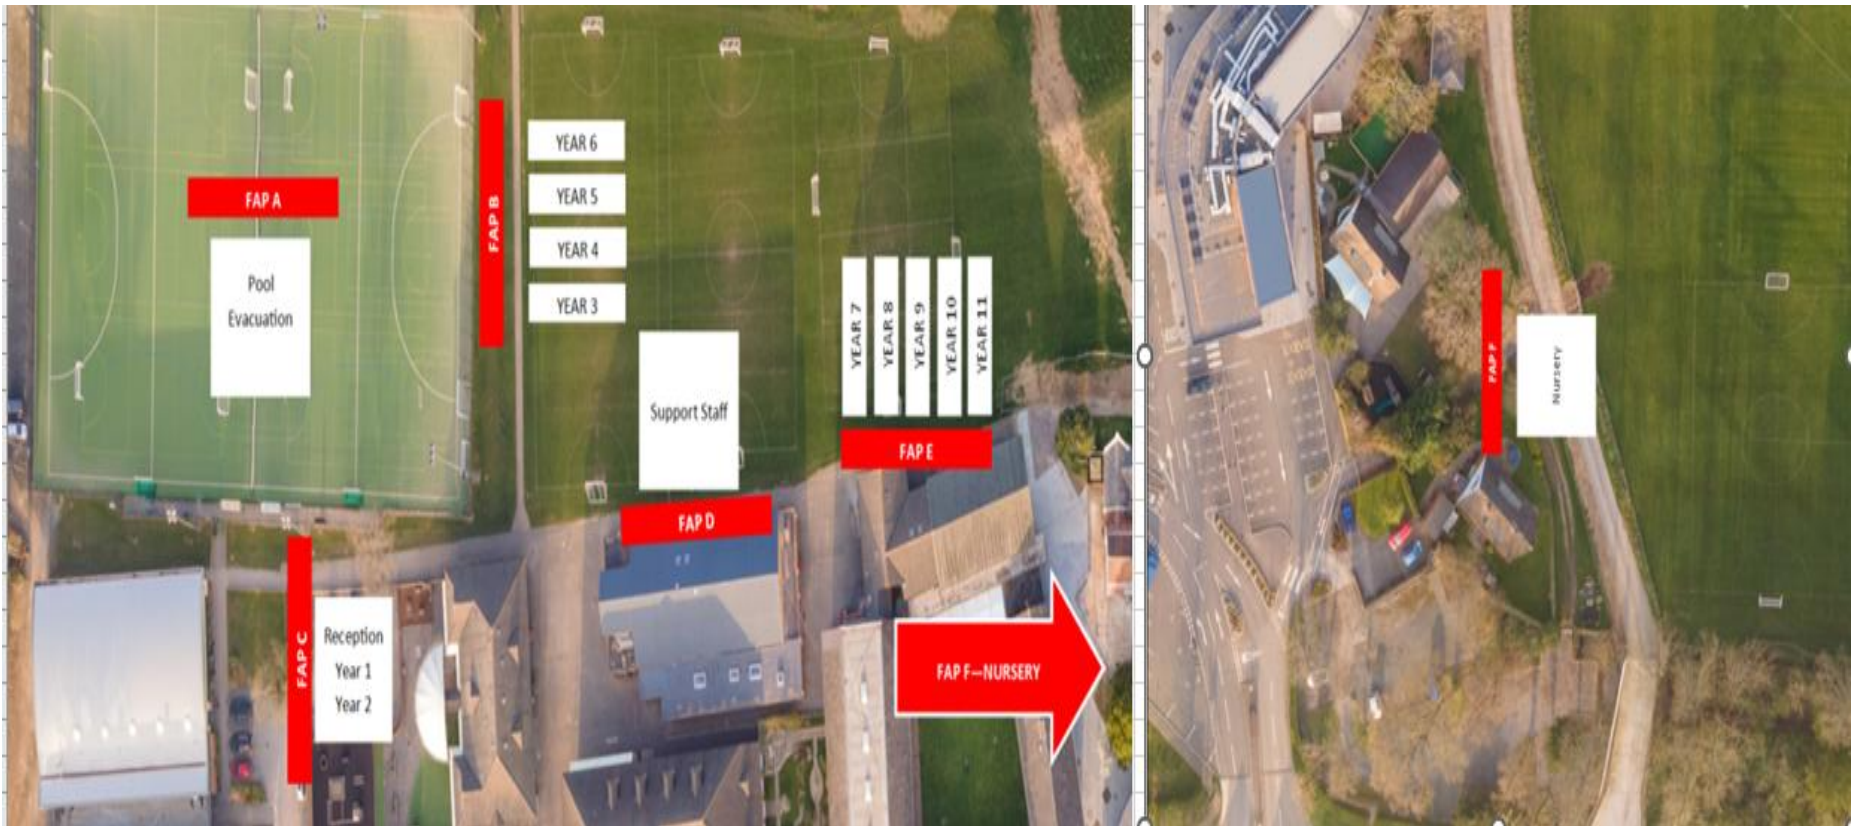 FAP A
Pool
Evacuation
FAP B
YEAR 6
YEAR 5
YEAR 4
YEAR 3
Support Staff
YEAR 7
YEAR 8
YEAR 9
YEAR 10
YEAR 11
FAP E
FAP D
FAP C
Reception
Year 1
Year 2
FAP F—NURSERY
FAP F
Nursery